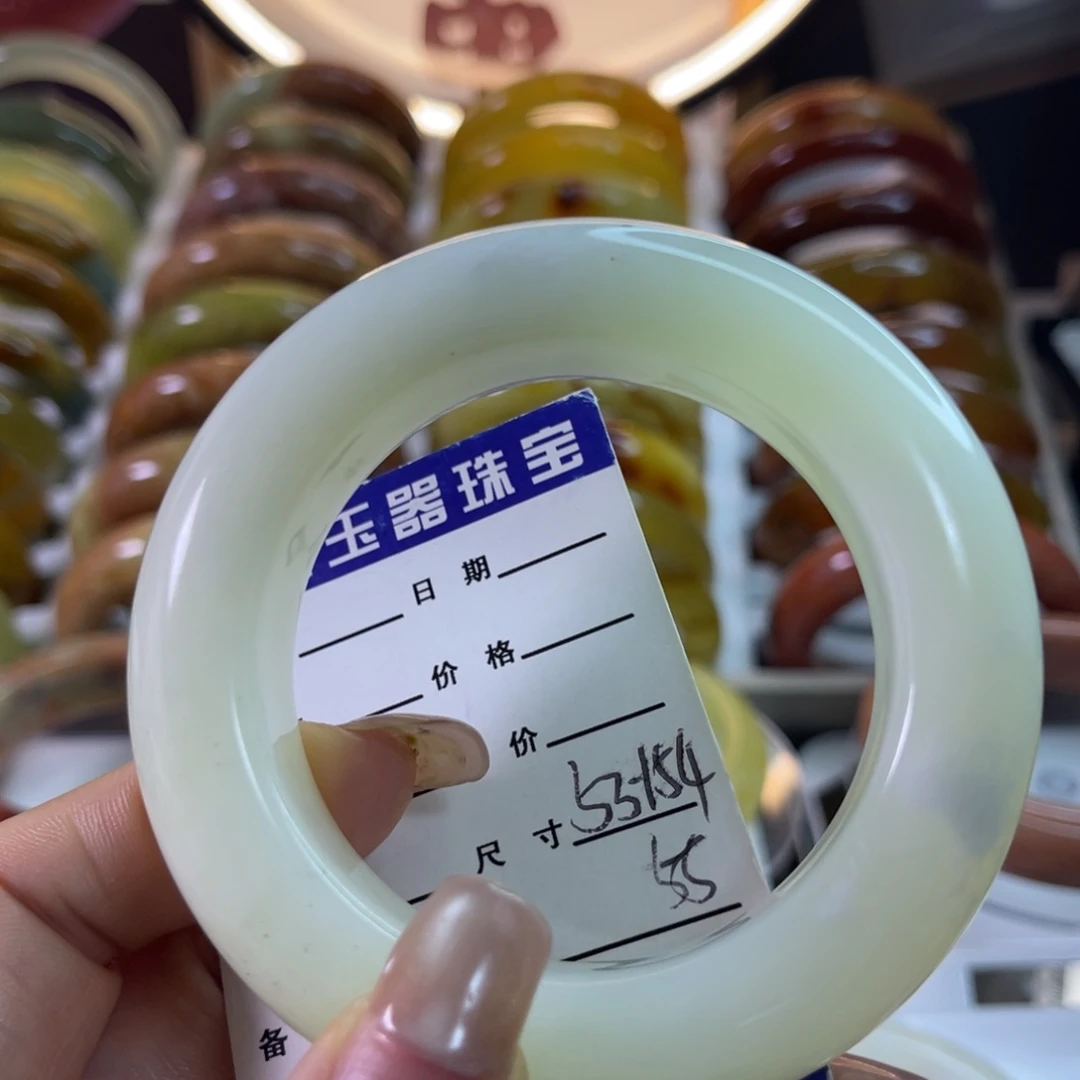 玉器珠宝
日 期
价 格
价
尺 寸 53-154
55
备